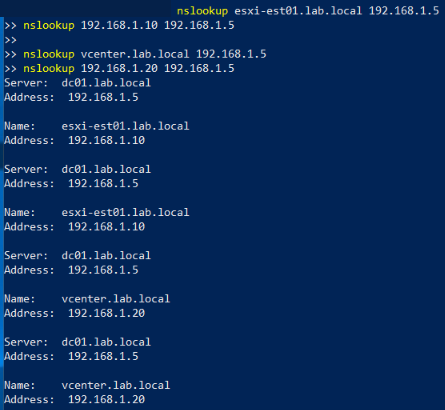 nslookup esxi-est01.lab.local 192.168.1.5
>> nslookup 192.168.1.10 192.168.1.5
>>
>> nslookup vcenter.lab.local 192.168.1.5
>> nslookup 192.168.1.20 192.168.1.5
Server:  dc01.lab.local
Address:  192.168.1.5
Name:    esxi-est01.lab.local
Address:  192.168.1.10
Server:  dc01.lab.local
Address:  192.168.1.5
Name:    esxi-est01.lab.local
Address:  192.168.1.10
Server:  dc01.lab.local
Address:  192.168.1.5
Name:    vcenter.lab.local
Address:  192.168.1.20
Server:  dc01.lab.local
Address:  192.168.1.5
Name:    vcenter.lab.local
Address:  192.168.1.20